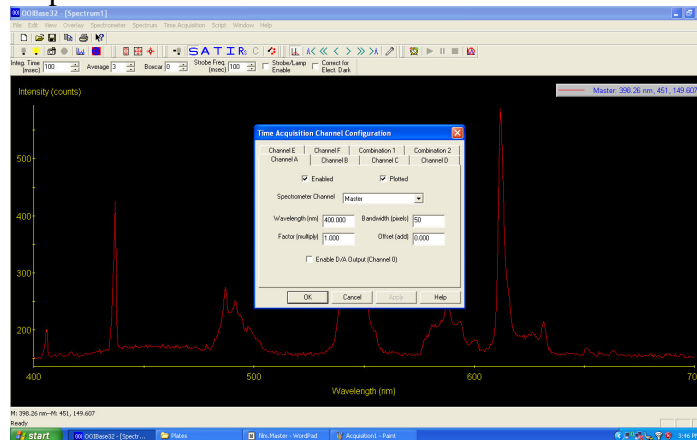 OOIBase32 - [Spectrum1]
File Edit View Overlay Spectrometer Spectrum Time Acquisition Script Window Help
S A T I R
Integ. Time (msec) 100 Average 3 Boxcar 0 Strobe Freq. (msec) 100 Strobe/Lamp Enable Correct for Elect. Dark
Intensity (counts)
Master: 398.26 nm, 451, 149.607
Time Acquisition Channel Configuration
Channel E Channel F Combination 1 Combination 2
Channel A Channel B Channel C Channel D
Enabled Plotted
Spectrometer Channel Master
Wavelength (nm) 400.000 Bandwidth (pixels) 50
Factor (multiply) 1.000 Offset (add) 0.000
Enable D/A Output (Channel 0)
OK Cancel Apply Help
500
400
300
200
400 500 600 70
Wavelength (nm)
M: 398.26 nm--M: 451, 149.607
Ready
start OOIBase32 - [Spectr... Plates film.Master - WordPad Acquisition1 - Paint 3:46 PM